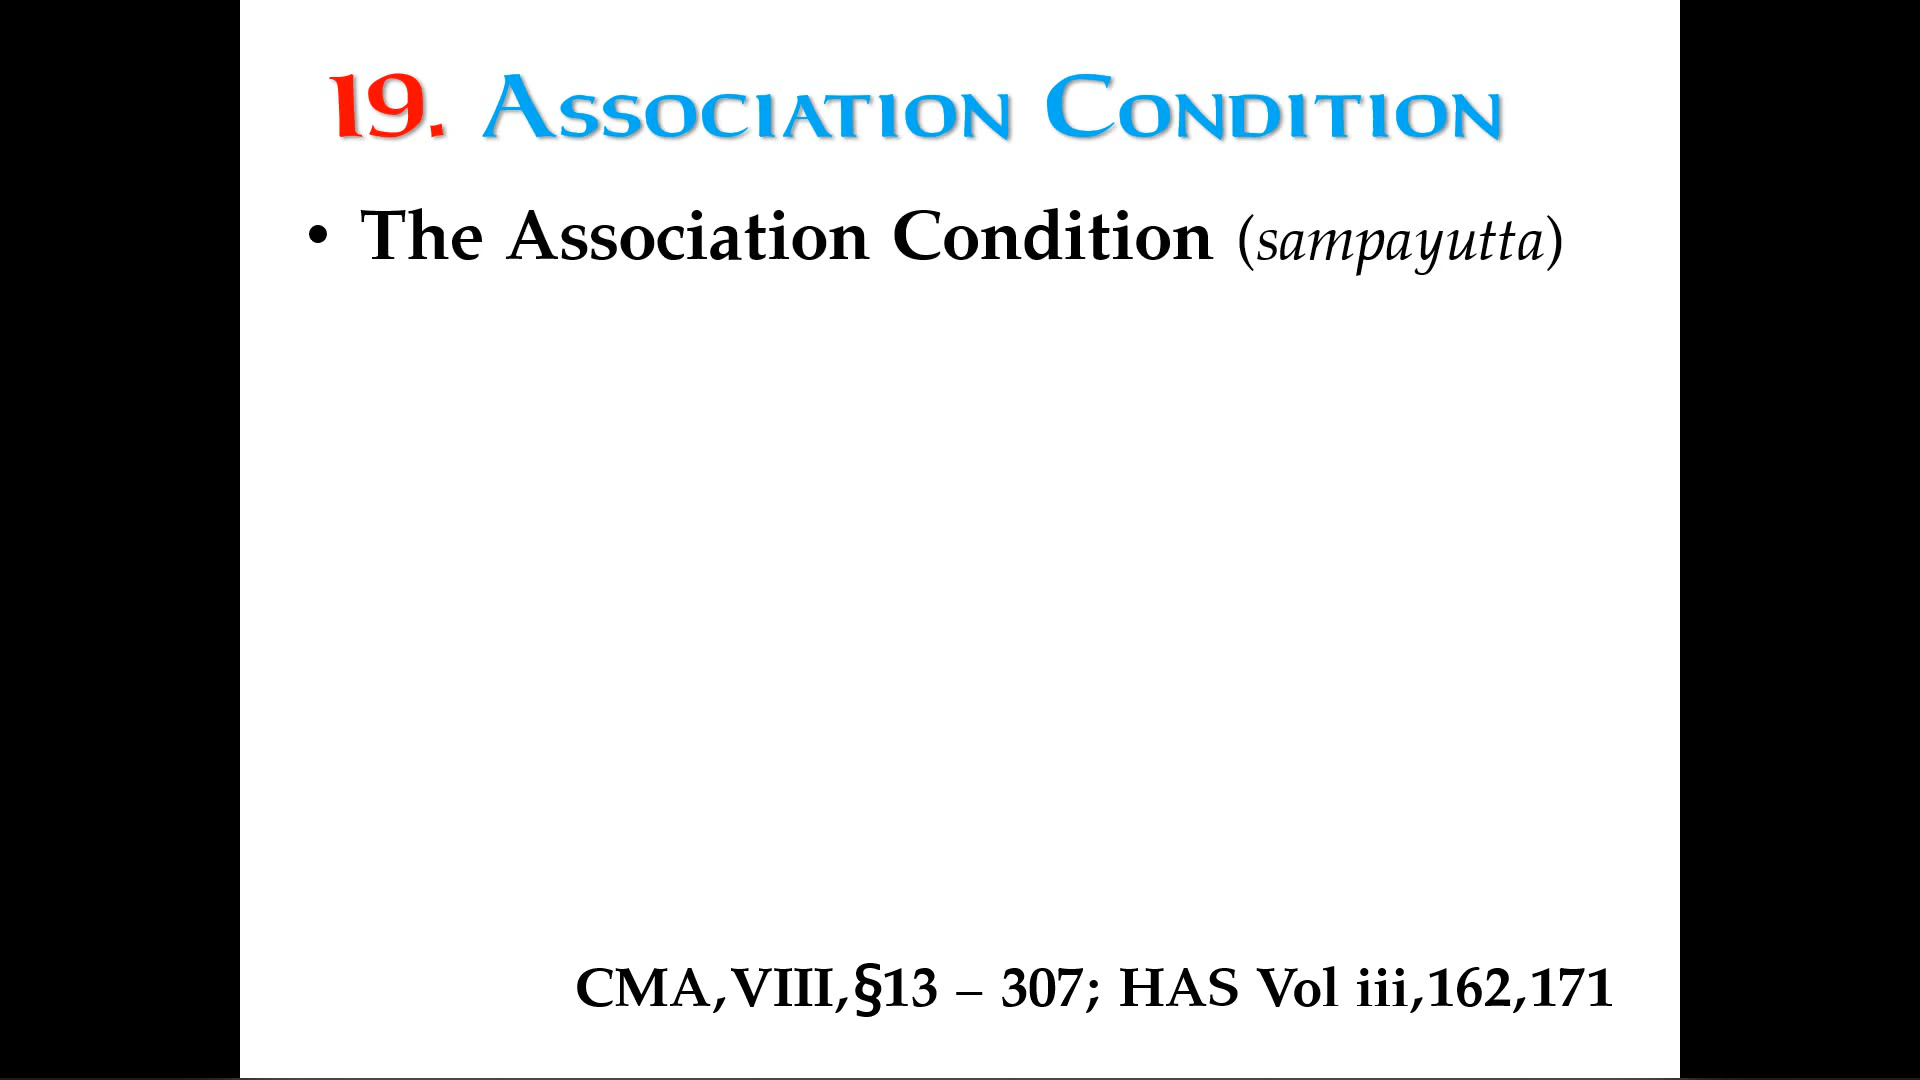 19. Association Condition
• The Association Condition (sampayutta)
CMA,VIII,§13 – 307; HAS Vol iii,162,171